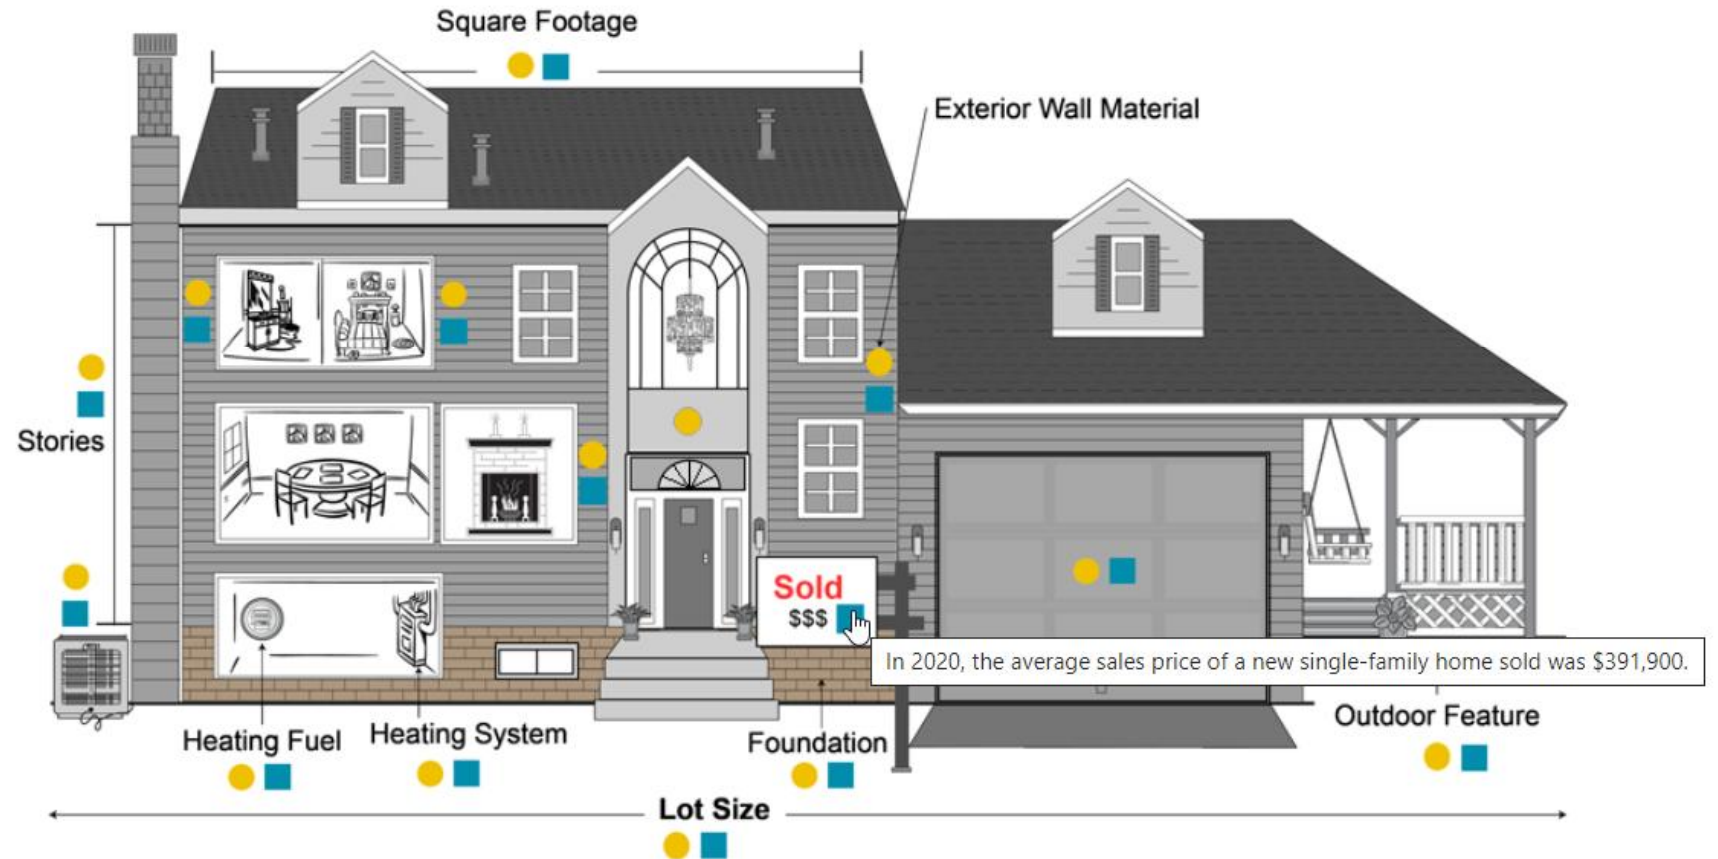 Square Footage
Exterior Wall Material
Stories
Sold
$$$
In 2020, the average sales price of a new single-family home sold was $391,900.
Outdoor Feature
Heating Fuel
Heating System
Foundation
Lot Size